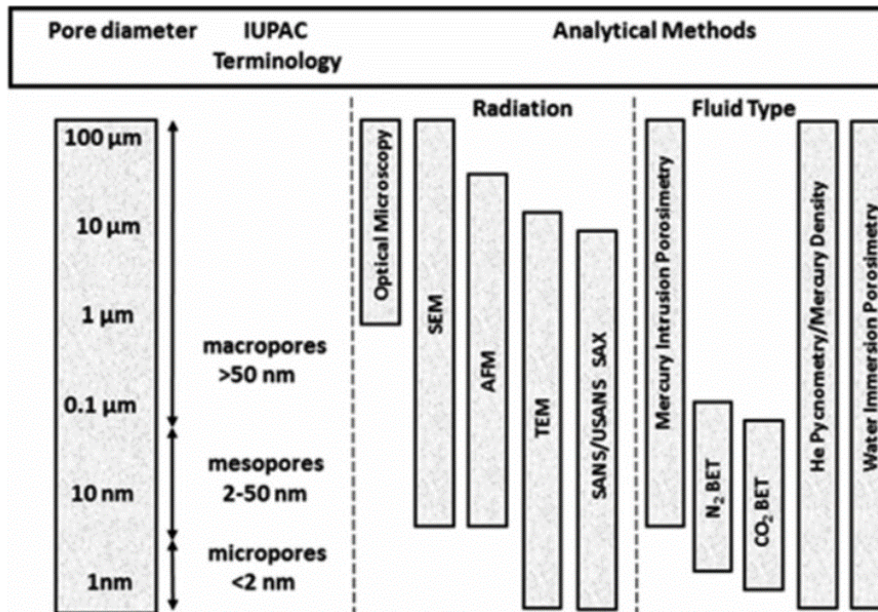 Pore diameter
IUPAC
Terminology
Analytical Methods
Radiation
Fluid Type
100 µm
10 µm
1 µm
0.1 µm
10 nm
1nm
macropores
>50 nm
mesopores
2-50 nm
micropores
<2 nm
Optical Microscopy
SEM
AFM
TEM
SANS/USANS SAX
Mercury Intrusion Porosimetry
N₂ BET
CO₂ BET
He Pycnometry/Mercury Density
Water Immersion Porosimetry